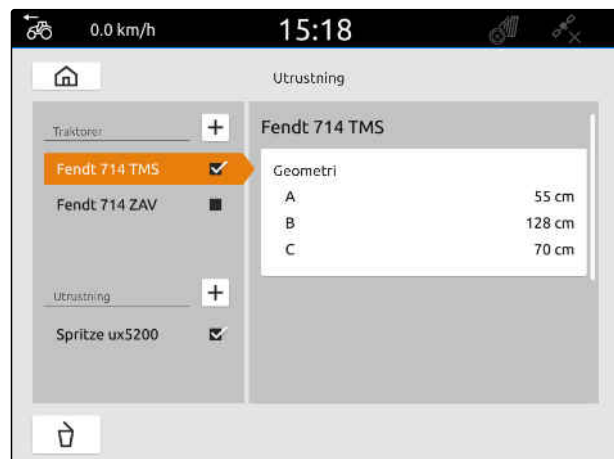 0.0 km/h
15:18
Utrustning
Traktorer
Fendt 714 TMS
Fendt 714 ZAV
Utrustning
Spritze ux5200
Fendt 714 TMS
Geometri
A 55 cm
B 128 cm
C 70 cm